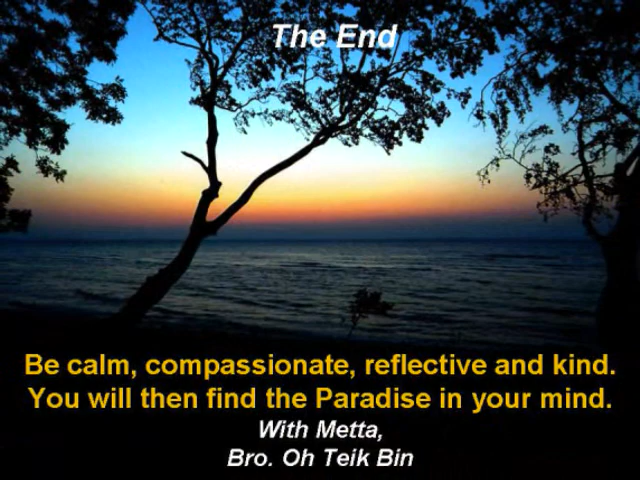 The End
Be calm, compassionate, reflective and kind.
You will then find the Paradise in your mind.
With Metta,
Bro. Oh Teik Bin